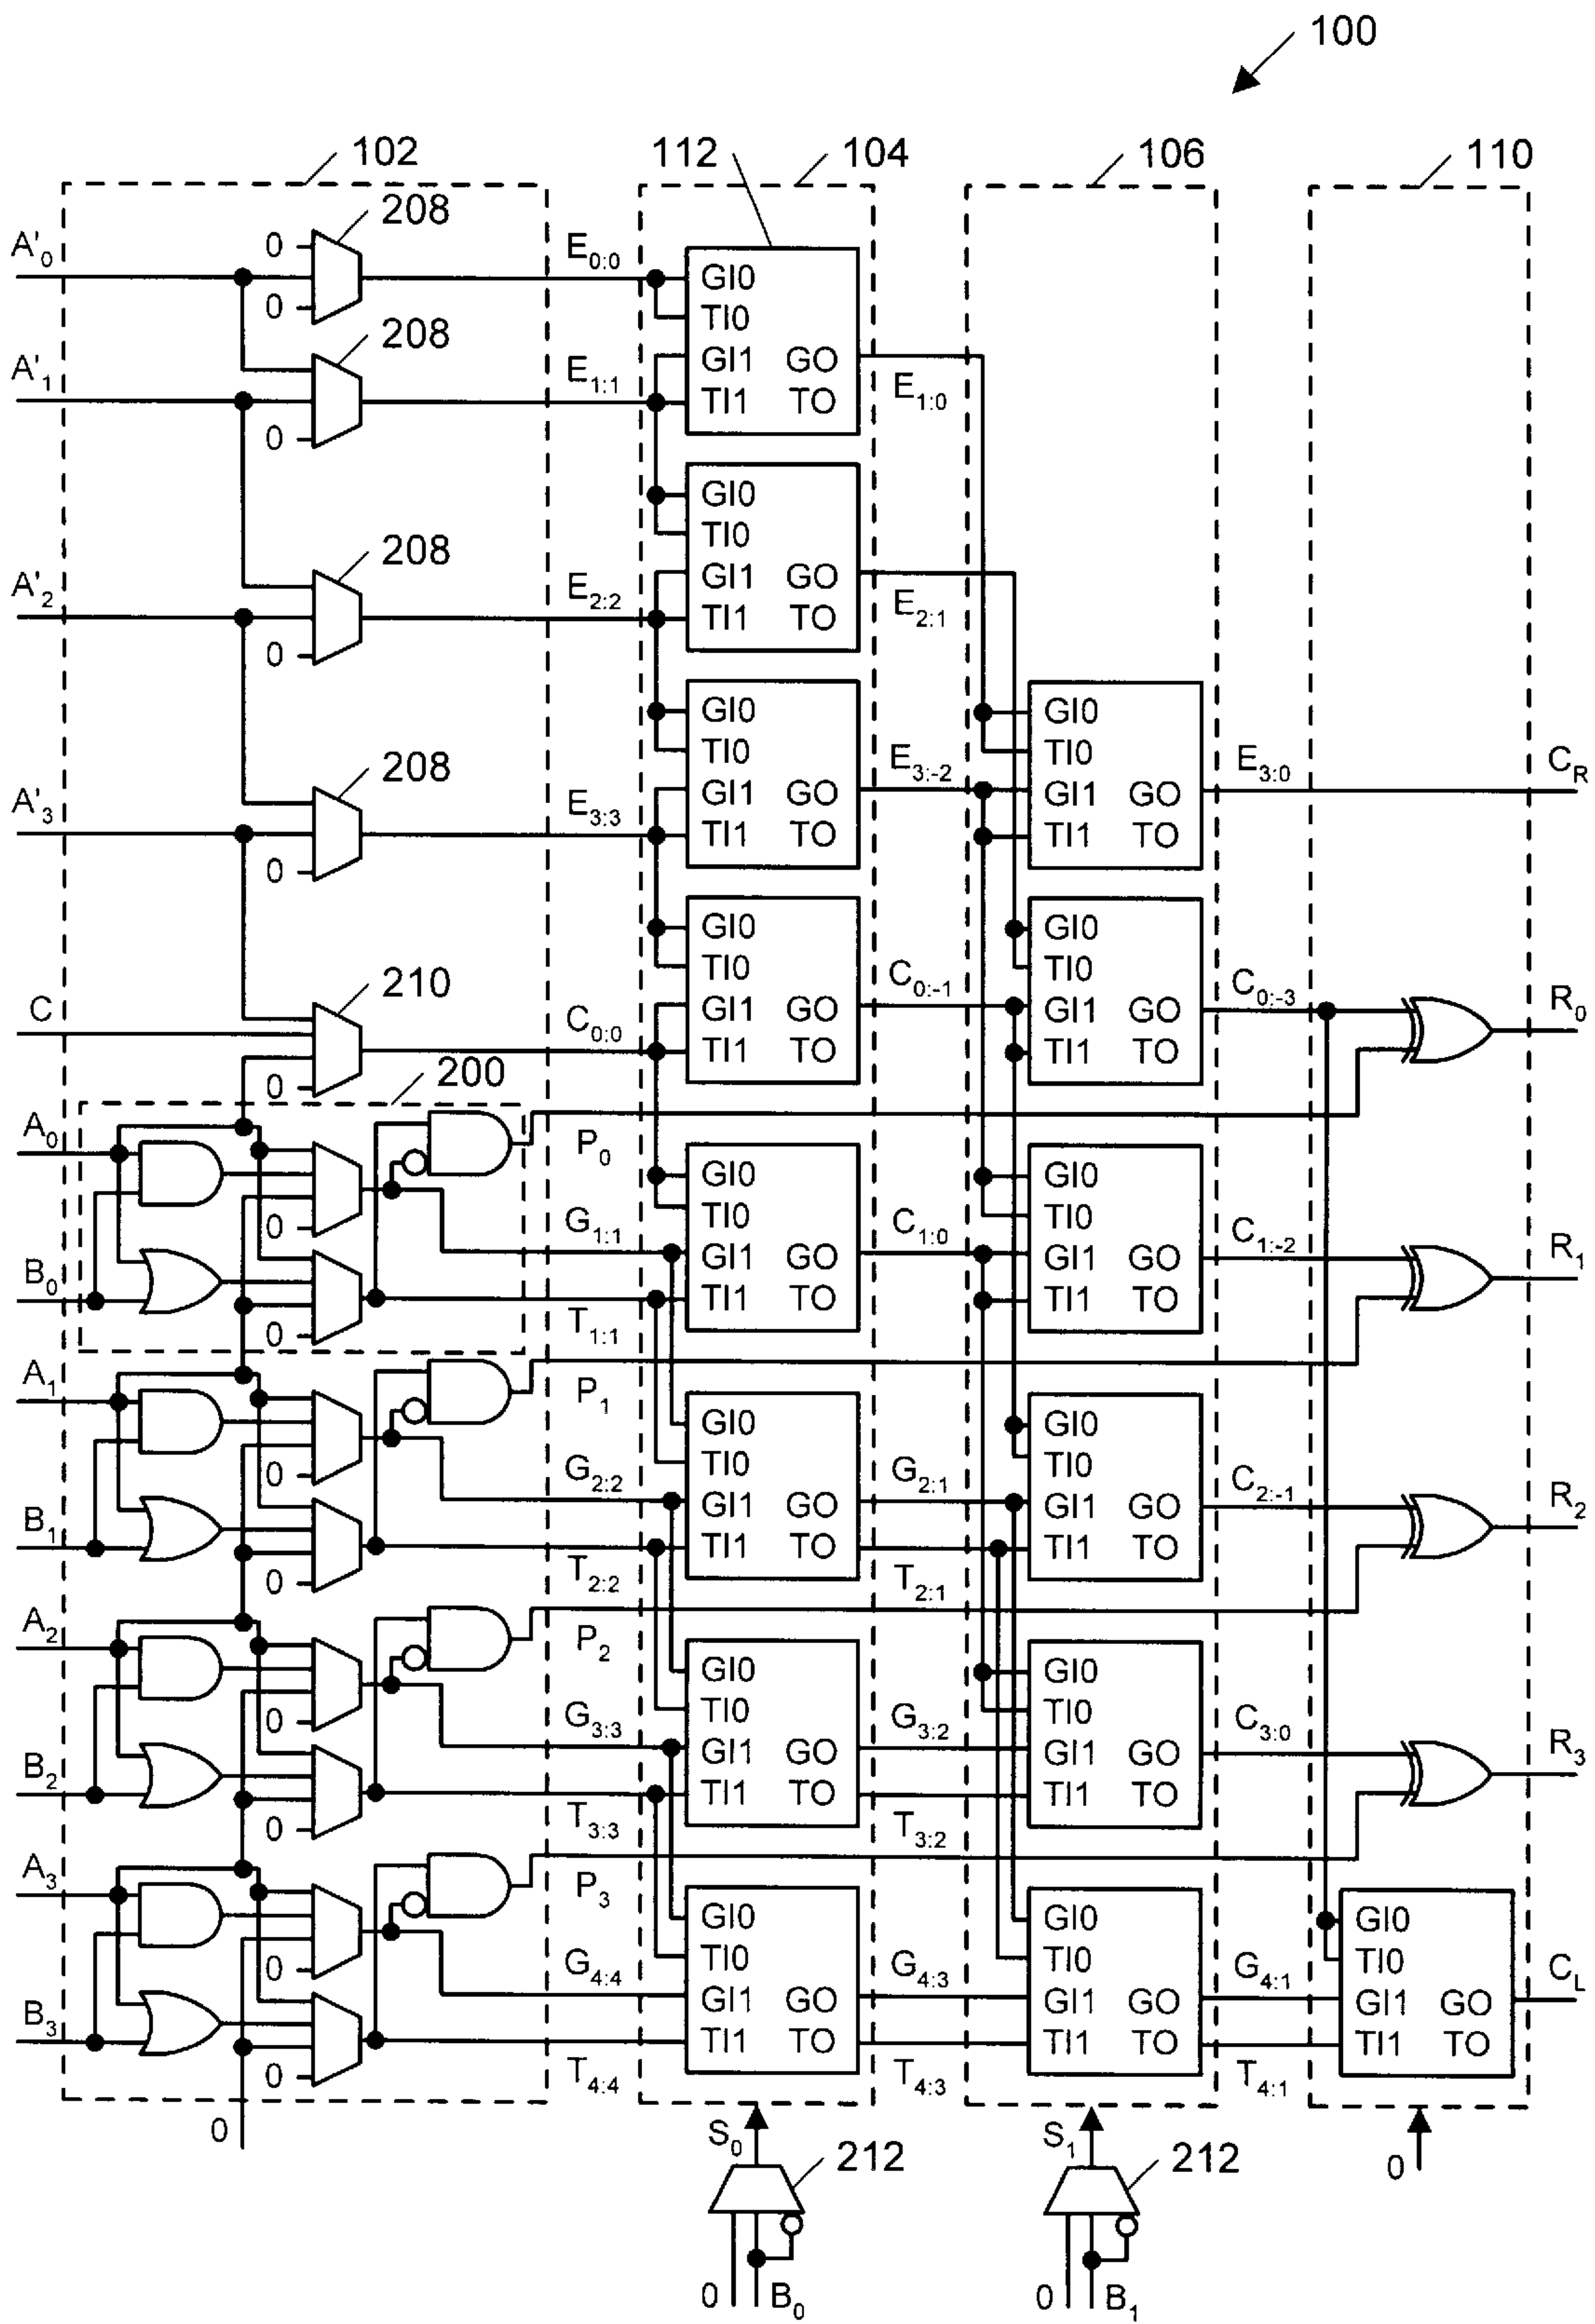 100
102
112
104
106
110
208
A'0
0
E0:0
GI0
0
TI0
208
GI1 GO
A'1
E1:1
TI1 TO
E1:0
0
GI0
TI0
208
GI1 GO
A'2
E2:2
TI1 TO
E2:1
0
GI0
GI0
TI0
TI0
208
E3:-2
E3:0
CR
GI1 GO
GI1 GO
A'3
E3:3
TI1 TO
TI1 TO
0
GI0
GI0
TI0
TI0
210
C0:-1
C0:-3
R0
C
C0:0
GI1 GO
GI1 GO
TI1 TO
TI1 TO
0
200
A0
P0
GI0
GI0
0
G1:1
TI0
TI0
C1:0
C1:-2
R1
GI1 GO
GI1 GO
B0
T1:1
TI1 TO
TI1 TO
0
A1
P1
GI0
GI0
0
G2:2
TI0
TI0
G2:1
C2:-1
R2
GI1 GO
GI1 GO
B1
T2:2
TI1 TO
TI1 TO
T2:1
0
A2
P2
GI0
GI0
0
G3:3
TI0
TI0
G3:2
C3:0
R3
GI1 GO
GI1 GO
B2
T3:3
TI1 TO
TI1 TO
T3:2
0
A3
P3
GI0
GI0
GI0
0
G4:4
TI0
TI0
TI0
G4:3
G4:1
CL
GI1 GO
GI1 GO
GI1 GO
B3
T4:4
TI1 TO
TI1 TO
TI1 TO
T4:3
T4:1
0
0
S0
212
S1
212
0
0 B0
0 B1